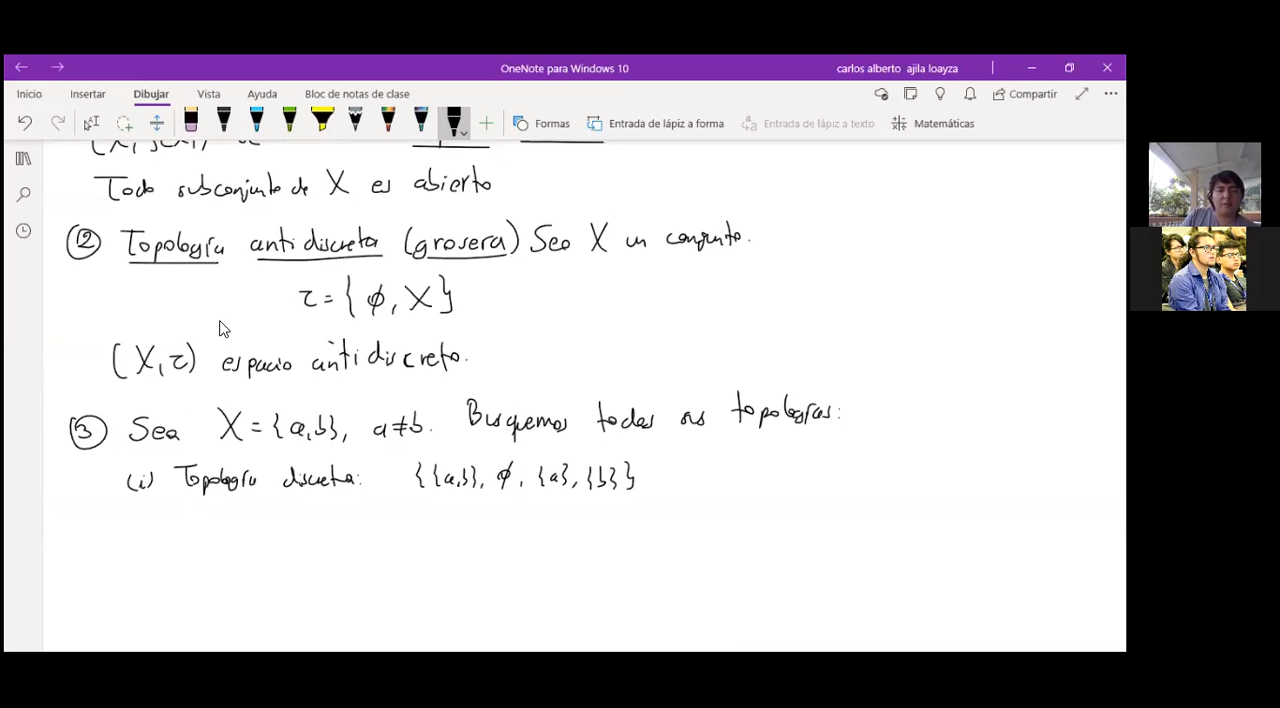 OneNote para Windows 10
carlos alberto ajila loayza
Inicio Insertar Dibujar Vista Ayuda Bloc de notas de clase
Compartir
Formas Entrada de lápiz a forma Entrada de lápiz a texto Matemáticas
Todo subconjunto de X es abierto
② Topología antidiscreta (grosera) Sea X un conjunto.
τ = { ϕ, X }
(X, τ) espacio antidiscreto.
③ Sea X = {a, b}, a ≠ b. Busquemos todas sus topologías:
(i) Topología discreta: {{a,b}, ϕ, {a}, {b}}